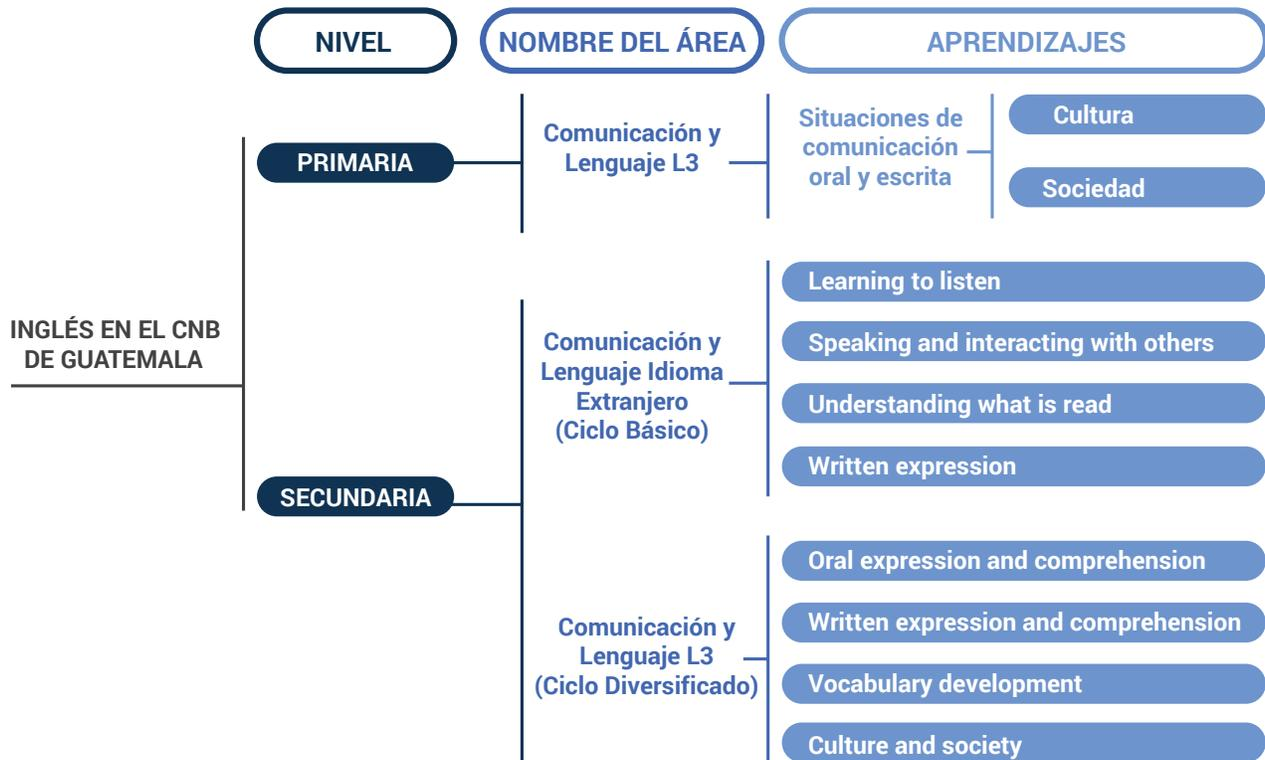 NIVEL
NOMBRE DEL ÁREA
APRENDIZAJES
INGLÉS EN EL CNB
DE GUATEMALA
PRIMARIA
Comunicación y
Lenguaje L3
Situaciones de
comunicación
oral y escrita
Cultura
Sociedad
SECUNDARIA
Comunicación y
Lenguaje Idioma
Extranjero
(Ciclo Básico)
Learning to listen
Speaking and interacting with others
Understanding what is read
Written expression
Comunicación y
Lenguaje L3
(Ciclo Diversificado)
Oral expression and comprehension
Written expression and comprehension
Vocabulary development
Culture and society